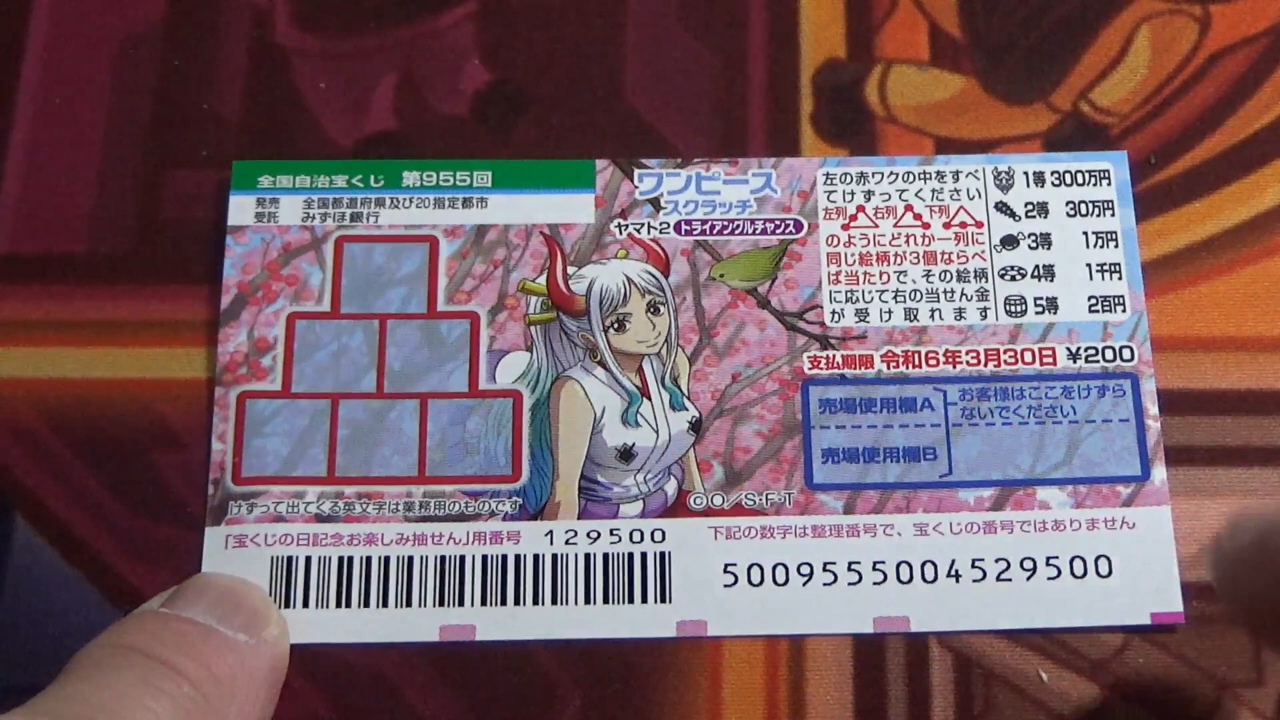 全国自治宝くじ 第955回
発売 全国都道府県及び20指定都市
受託 みずほ銀行
ワンピース
スクラッチ
ヤマト2 トライアングルチャンス
左の赤ワクの中をすべ
てけずってください
左列 右列 下列
のようにどれか一列に
同じ絵柄が3個ならべ
ば当たりで、その絵柄
に応じて右の当せん金
が受け取れます
1等 300万円
2等 30万円
3等 1万円
4等 1千円
5等 2百円
支払期限 令和6年3月30日 ¥200
売場使用欄A
お客様はここをけずら
ないでください
売場使用欄B
けずって出てくる英文字は業務用のものです
©O/S・F・T
「宝くじの日記念お楽しみ抽せん」用番号 129500
下記の数字は整理番号で、宝くじの番号ではありません
5009555004529500